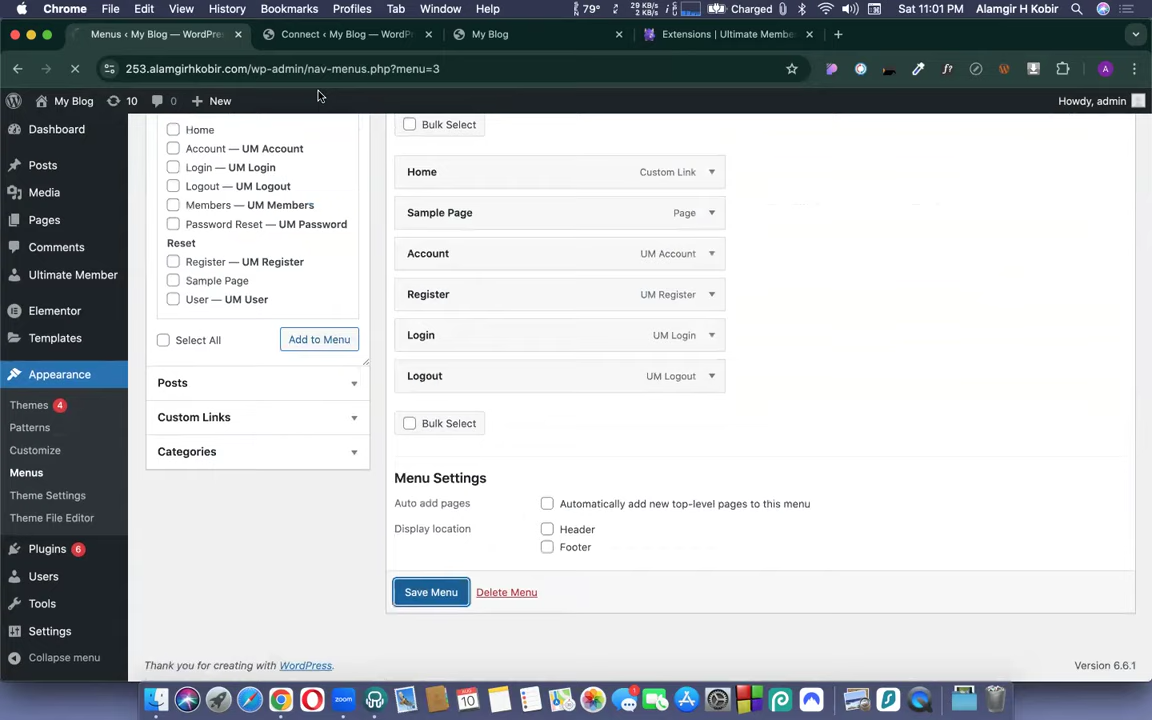 Chrome File Edit View History Bookmarks Profiles Tab Window Help 79° 29 KB/s 2 KB/s Charged Sat 11:01 PM Alamgir H Kobir
Menus ‹ My Blog — WordPre
Connect ‹ My Blog — WordP
My Blog
Extensions | Ultimate Membe
253.alamgirhkobir.com/wp-admin/nav-menus.php?menu=3
My Blog 10 0 New Howdy, admin
Dashboard
Posts
Media
Pages
Comments
Ultimate Member
Elementor
Templates
Appearance
Themes 4
Patterns
Customize
Menus
Theme Settings
Theme File Editor
Plugins 6
Users
Tools
Settings
Collapse menu
Home
Account — UM Account
Login — UM Login
Logout — UM Logout
Members — UM Members
Password Reset — UM Password
Reset
Register — UM Register
Sample Page
User — UM User
Select All Add to Menu
Posts
Custom Links
Categories
Bulk Select
Home Custom Link
Sample Page Page
Account UM Account
Register UM Register
Login UM Login
Logout UM Logout
Bulk Select
Menu Settings
Auto add pages Automatically add new top-level pages to this menu
Display location Header
Footer
Save Menu Delete Menu
Thank you for creating with WordPress. Version 6.6.1
zoom
10
1